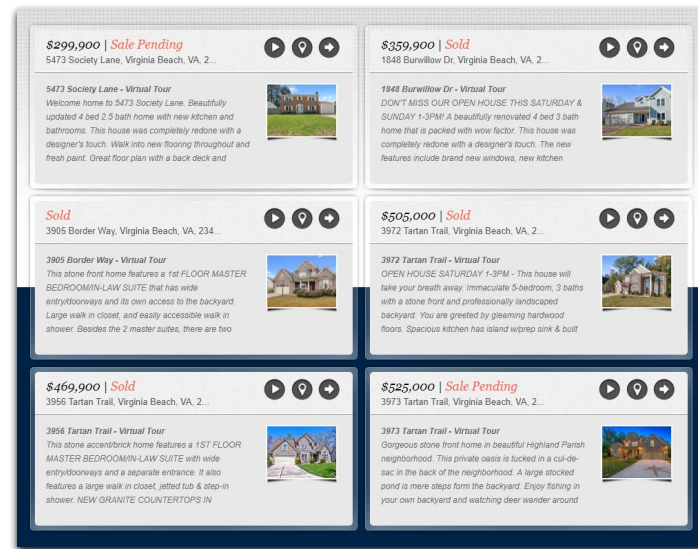 $299,900 | Sale Pending
5473 Society Lane, Virginia Beach, VA, 2...
5473 Society Lane - Virtual Tour
Welcome home to 5473 Society Lane. Beautifully
updated 4 bed 2.5 bath home with new kitchen and
bathrooms. This house was completely redone with a
designer's touch. Walk into new flooring throughout and
fresh paint. Great floor plan with a back deck and
$359,900 | Sold
1848 Burwillow Dr, Virginia Beach, VA, 2...
1848 Burwillow Dr - Virtual Tour
DON'T MISS OUR OPEN HOUSE THIS SATURDAY &
SUNDAY 1-3PM! A beautifully renovated 4 bed 3 bath
home that is packed with wow factor. This house was
completely redone with a designer's touch. The new
features include brand new windows, new kitchen
Sold
3905 Border Way, Virginia Beach, VA, 234...
3905 Border Way - Virtual Tour
This stone front home features a 1st FLOOR MASTER
BEDROOM/IN-LAW SUITE that has wide
entry/doorways and its own access to the backyard.
Large walk in closet, and easily accessible walk in
shower. Besides the 2 master suites, there are two
$505,000 | Sold
3972 Tartan Trail, Virginia Beach, VA, 2...
3972 Tartan Trail - Virtual Tour
OPEN HOUSE SATURDAY 1-3PM - This house will
take your breath away. Immaculate 5-bedroom, 3 baths
with a stone front and professionally landscaped
backyard. You are greeted by gleaming hardwood
floors. Spacious kitchen has island w/prep sink & built
$469,900 | Sold
3956 Tartan Trail, Virginia Beach, VA, 2...
3956 Tartan Trail - Virtual Tour
This stone accent/brick home features a 1ST FLOOR
MASTER BEDROOM/IN-LAW SUITE with wide
entry/doorways and a separate entrance. It also
features a large walk in closet, jetted tub & step-in
shower. NEW GRANITE COUNTERTOPS IN
$525,000 | Sale Pending
3973 Tartan Trail, Virginia Beach, VA, 2...
3973 Tartan Trail - Virtual Tour
Gorgeous stone front home in beautiful Highland Parish
neighborhood. This private oasis is tucked in a cul-de-
sac in the back of the neighborhood. A large stocked
pond is mere steps form the backyard. Enjoy fishing in
your own backyard and watching deer wander around